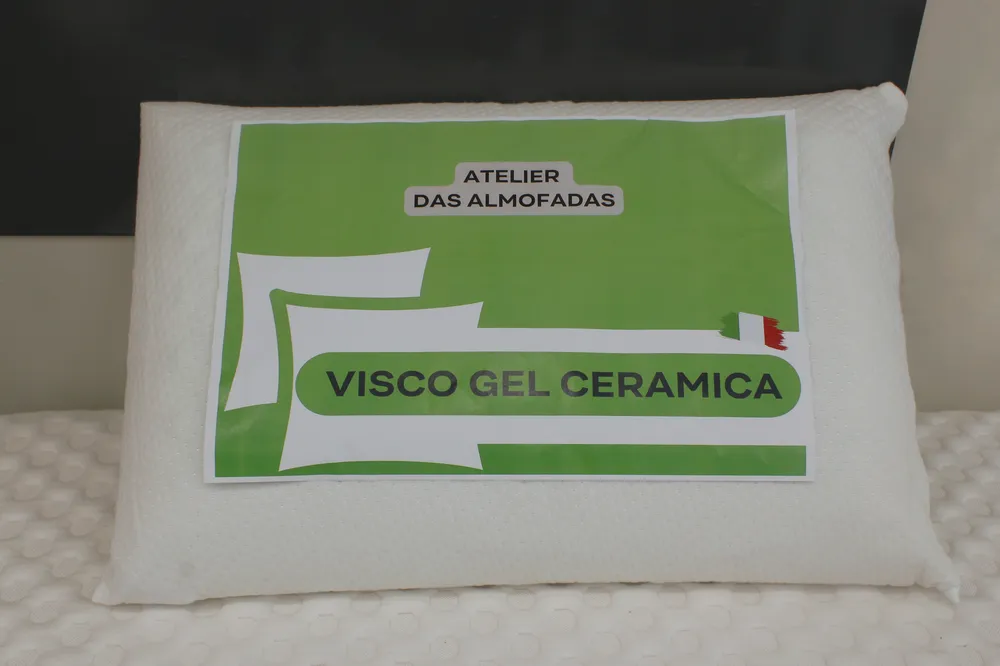 ATELIER
DAS ALMOFADAS
VISCO GEL CERAMICA